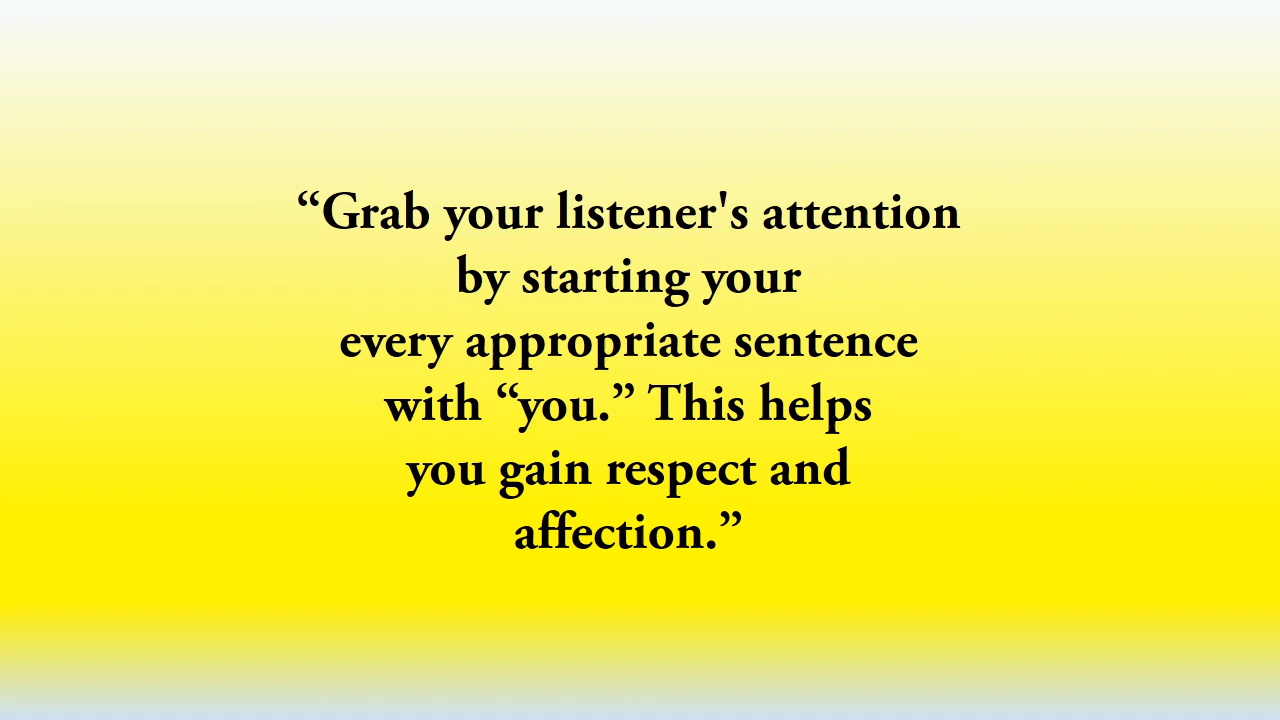 “Grab your listener's attention
by starting your
every appropriate sentence
with “you.” This helps
you gain respect and
affection.”